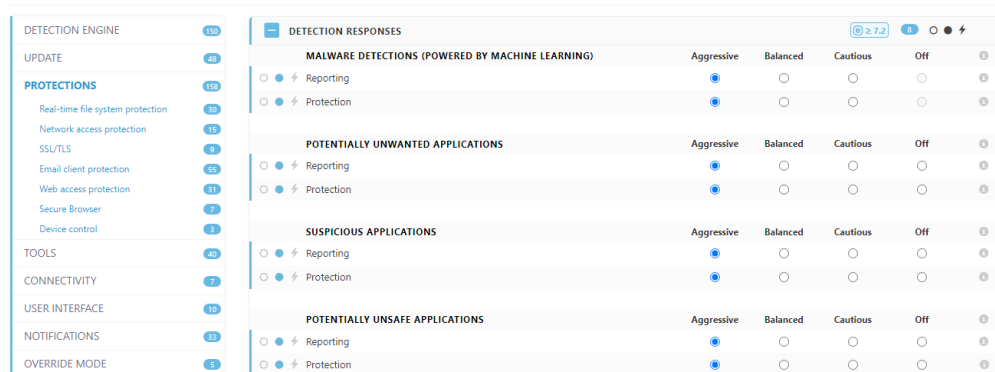 DETECTION ENGINE 150
UPDATE 48
PROTECTIONS 158
Real-time file system protection 30
Network access protection 15
SSL/TLS 9
Email client protection 55
Web access protection 31
Secure Browser 7
Device control 3
TOOLS 40
CONNECTIVITY 7
USER INTERFACE 10
NOTIFICATIONS 33
OVERRIDE MODE 5
DETECTION RESPONSES ≥ 7.2 8
MALWARE DETECTIONS (POWERED BY MACHINE LEARNING) Aggressive Balanced Cautious Off
Reporting
Protection
POTENTIALLY UNWANTED APPLICATIONS Aggressive Balanced Cautious Off
Reporting
Protection
SUSPICIOUS APPLICATIONS Aggressive Balanced Cautious Off
Reporting
Protection
POTENTIALLY UNSAFE APPLICATIONS Aggressive Balanced Cautious Off
Reporting
Protection